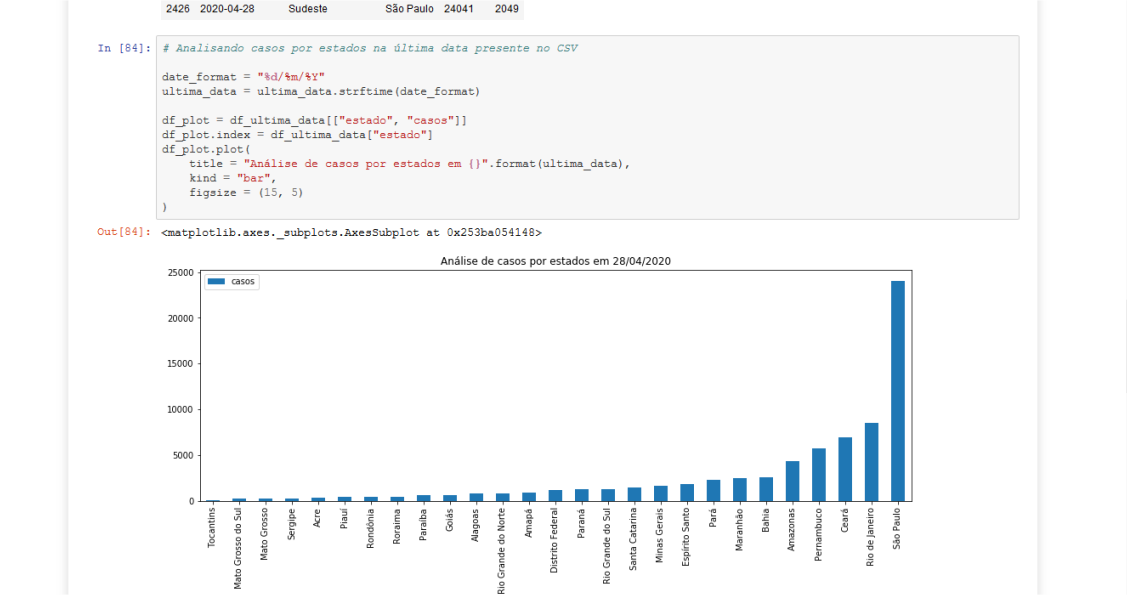 2426 2020-04-28 Sudeste São Paulo 24041 2049
In [84]: # Analisando casos por estados na última data presente no CSV
date_format = "%d/%m/%Y"
ultima_data = ultima_data.strftime(date_format)
df_plot = df_ultima_data[["estado", "casos"]]
df_plot.index = df_ultima_data["estado"]
df_plot.plot(
title = "Análise de casos por estados em {}".format(ultima_data),
kind = "bar",
figsize = (15, 5)
)
Out[84]: <matplotlib.axes._subplots.AxesSubplot at 0x253ba054148>
Análise de casos por estados em 28/04/2020
casos
25000
20000
15000
10000
5000
0
Tocantins
Mato Grosso do Sul
Mato Grosso
Sergipe
Acre
Piauí
Rondônia
Roraima
Paraíba
Goiás
Alagoas
Rio Grande do Norte
Amapá
Distrito Federal
Paraná
Rio Grande do Sul
Santa Catarina
Minas Gerais
Espírito Santo
Pará
Maranhão
Bahia
Amazonas
Pernambuco
Ceará
Rio de Janeiro
São Paulo